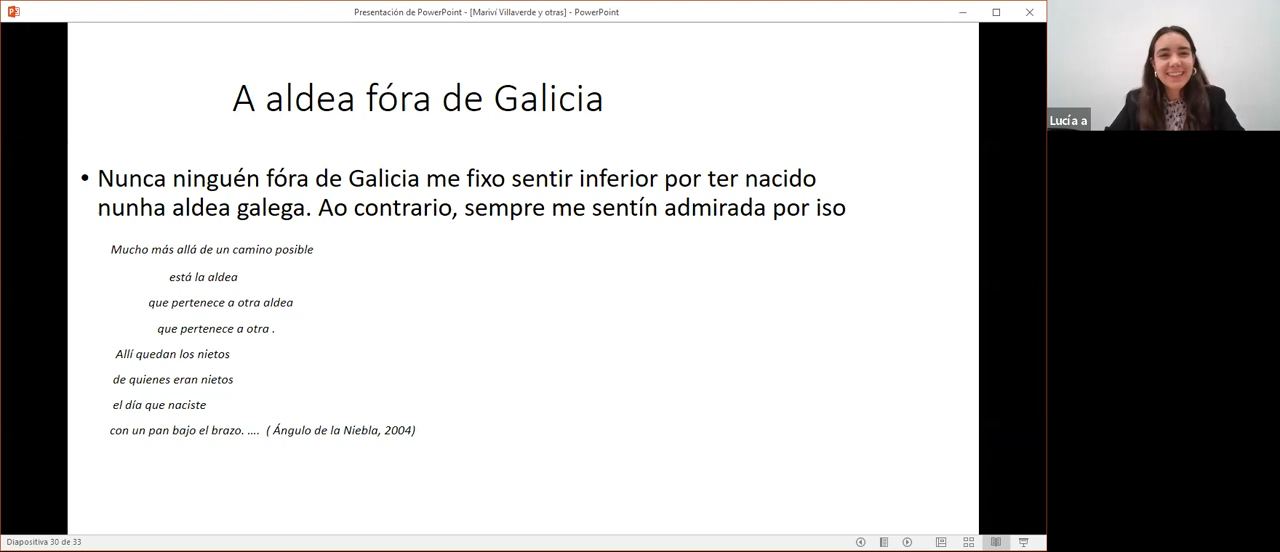 Presentación de PowerPoint - [Mariví Villaverde y otras] - PowerPoint
A aldea fóra de Galicia
• Nunca ninguén fóra de Galicia me fixo sentir inferior por ter nacido
nunha aldea galega. Ao contrario, sempre me sentín admirada por iso
Mucho más allá de un camino posible
está la aldea
que pertenece a otra aldea
que pertenece a otra .
Allí quedan los nietos
de quienes eran nietos
el día que naciste
con un pan bajo el brazo. .... ( Ángulo de la Niebla, 2004)
Lucía a
Diapositiva 30 de 33